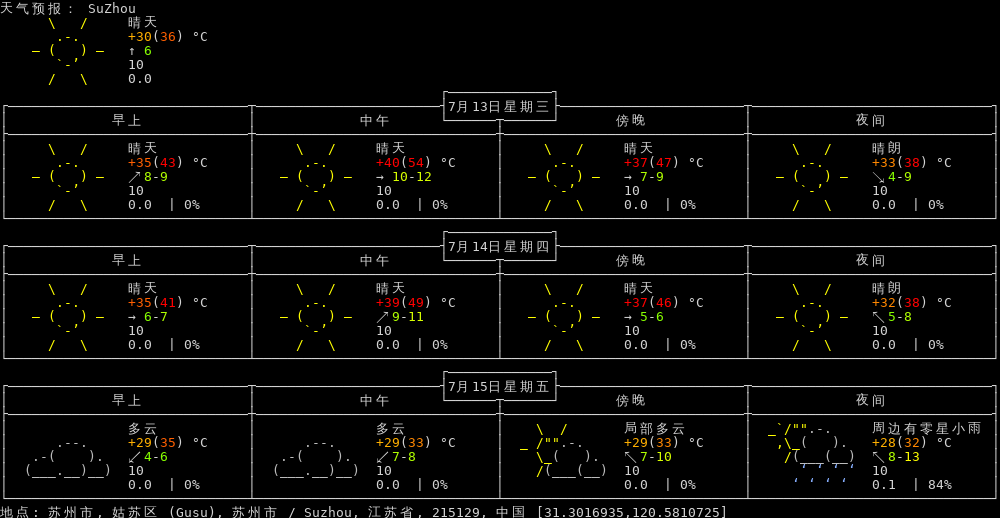 天气预报： SuZhou
晴天
+30(36) °C
↑ 6
10
0.0
7月13日星期三
早上 中午 傍晚 夜间
晴天 晴天 晴天 晴朗
+35(43) °C +40(54) °C +37(47) °C +33(38) °C
↗ 8-9 → 10-12 → 7-9 ↘ 4-9
10 10 10 10
0.0 | 0% 0.0 | 0% 0.0 | 0% 0.0 | 0%
7月14日星期四
早上 中午 傍晚 夜间
晴天 晴天 晴天 晴朗
+35(41) °C +39(49) °C +37(46) °C +32(38) °C
→ 6-7 ↗ 9-11 → 5-6 ↖ 5-8
10 10 10 10
0.0 | 0% 0.0 | 0% 0.0 | 0% 0.0 | 0%
7月15日星期五
早上 中午 傍晚 夜间
多云 多云 局部多云 周边有零星小雨
+29(35) °C +29(33) °C +29(33) °C +28(32) °C
↙ 4-6 ↙ 7-8 ↖ 7-10 ↖ 8-13
10 10 10 10
0.0 | 0% 0.0 | 0% 0.0 | 0% 0.1 | 84%
地点: 苏州市, 姑苏区 (Gusu), 苏州市 / Suzhou, 江苏省, 215129, 中国 [31.3016935,120.5810725]